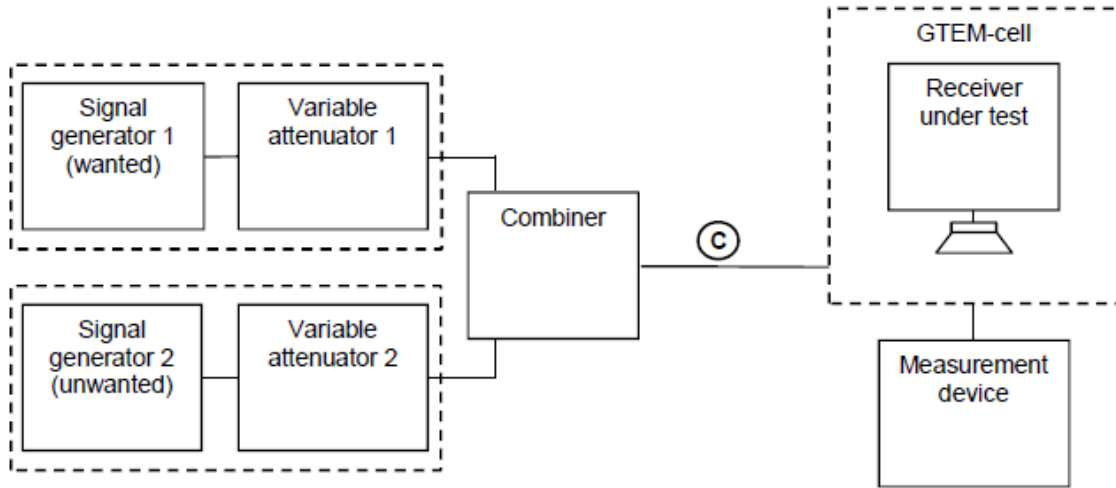 GTEM-cell
Signal
generator 1
(wanted)
Variable
attenuator 1
Receiver
under test
Combiner
C
Signal
generator 2
(unwanted)
Variable
attenuator 2
Measurement
device